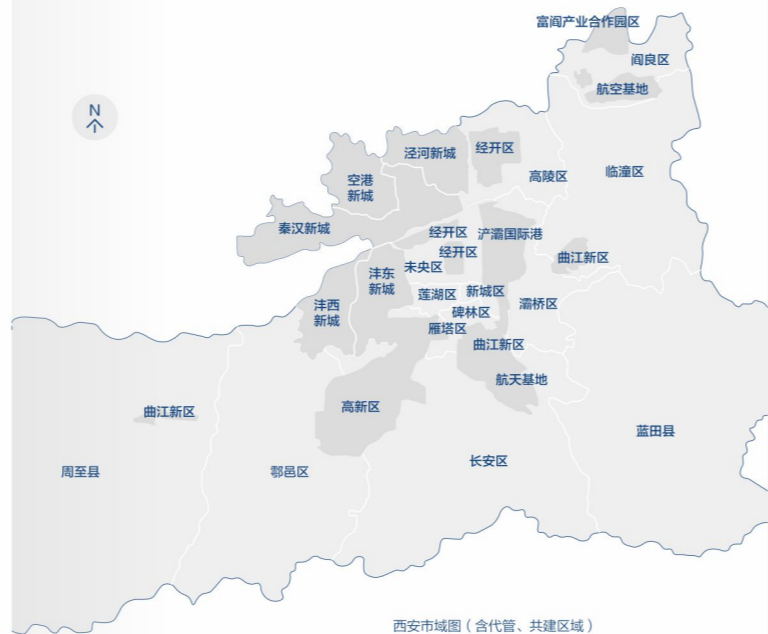 富阎产业合作园区
阎良区
航空基地
N
泾河新城
经开区
临潼区
高陵区
空港
新城
秦汉新城
经开区
浐灞国际港
经开区
曲江新区
未央区
沣东
新城
莲湖区
新城区
灞桥区
沣西
新城
碑林区
雁塔区
曲江新区
航天基地
高新区
曲江新区
蓝田县
长安区
周至县
鄠邑区
西安市域图（含代管、共建区域）